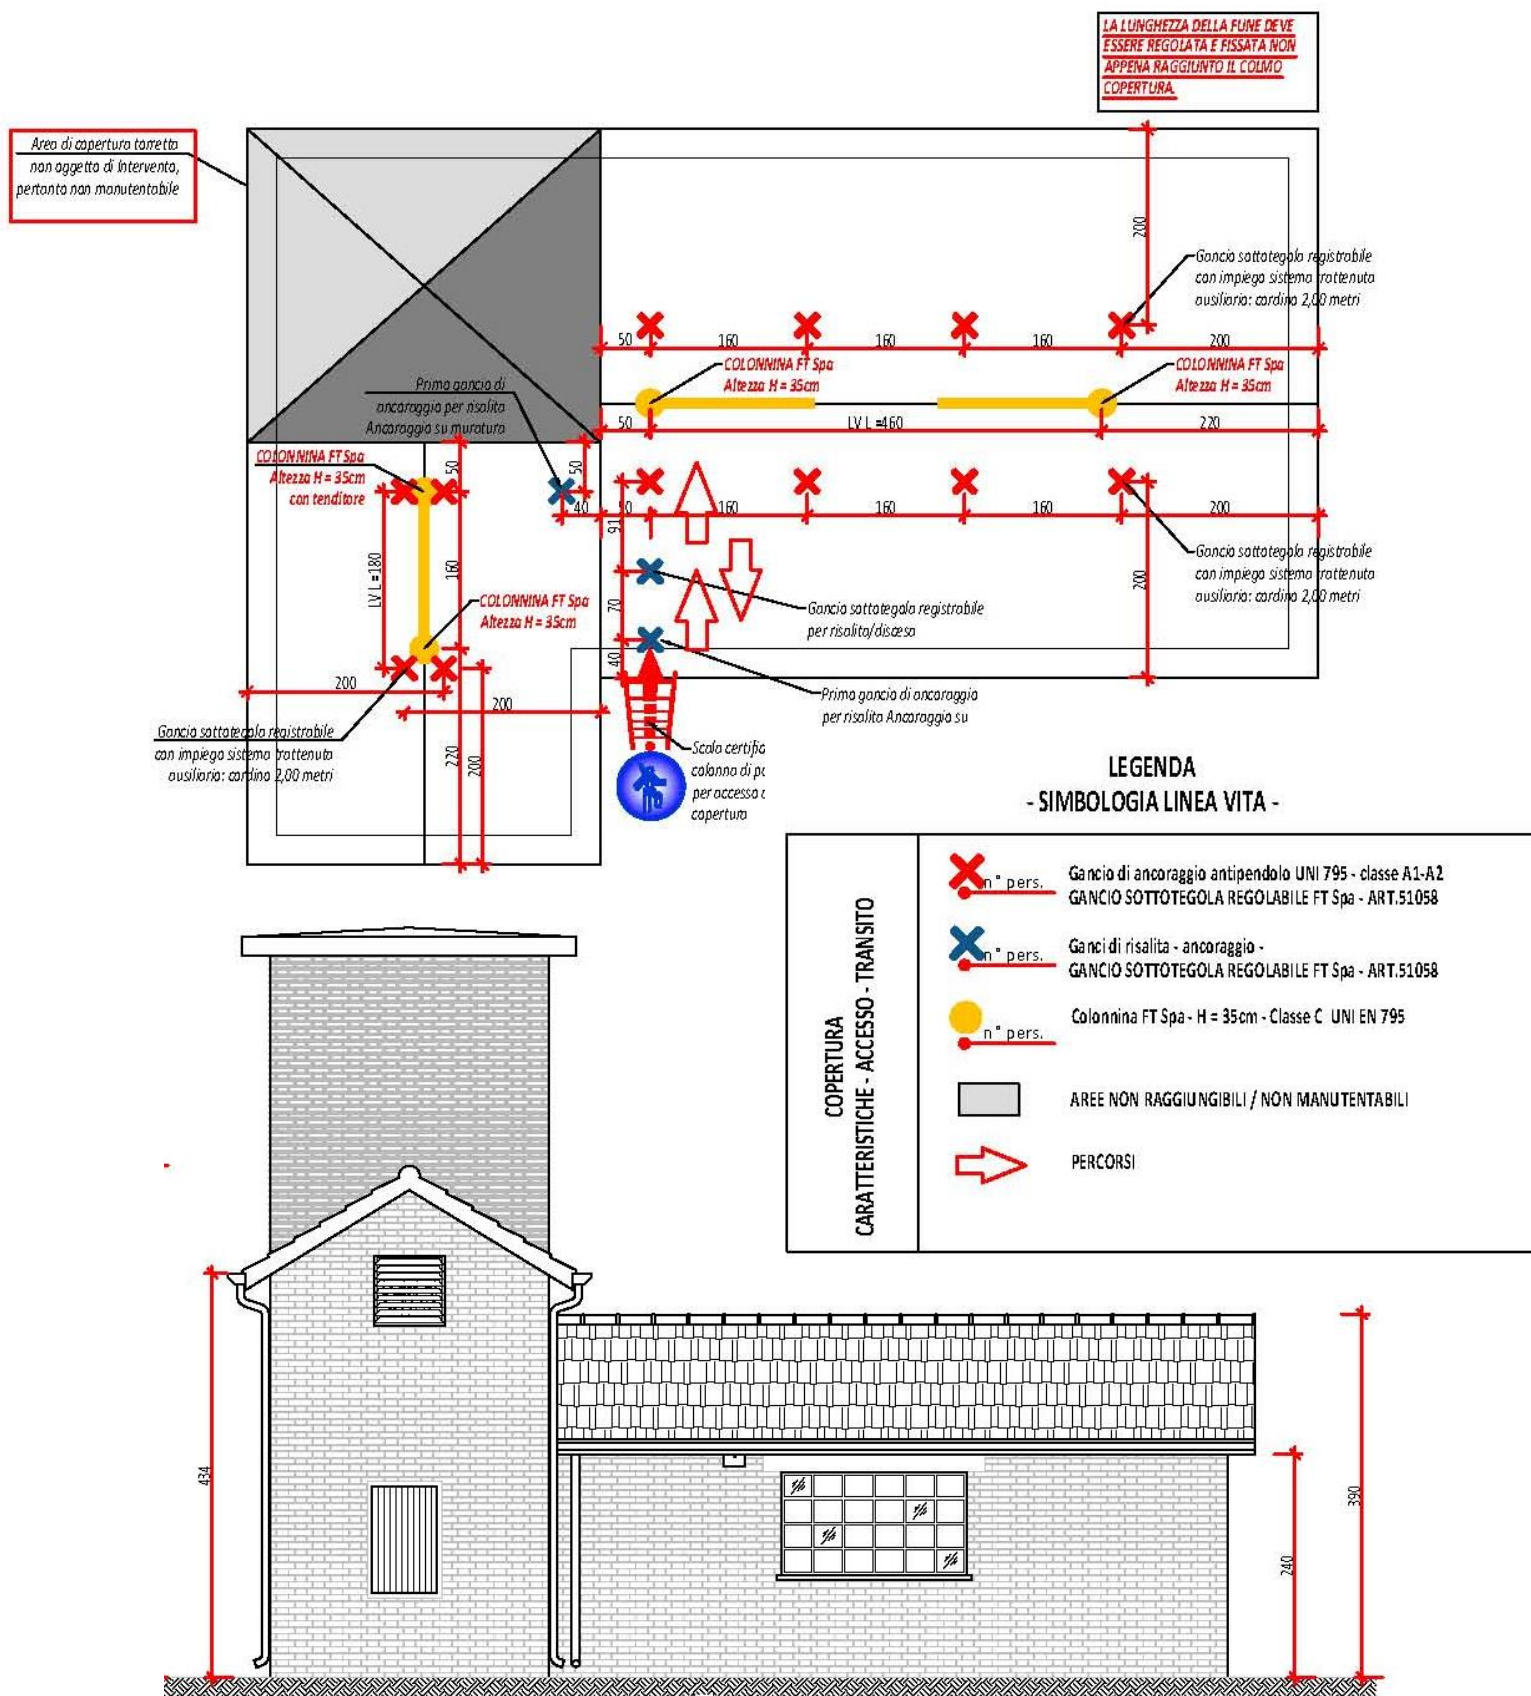 LA LUNGHEZZA DELLA FUNE DEVE
ESSERE REGOLATA E FISSATA NON
APPENA RAGGIUNTO IL COLMO
COPERTURA.
Area di copertura torretta
non oggetto di Intervento,
pertanto non manutentabile
200
Gancio sottotegola registrabile
con impiego sistema trattenuta
ausiliaria: cordino 2,00 metri
50
160
160
160
200
COLONNINA FT Spa
Altezza H = 35cm
COLONNINA FT Spa
Altezza H = 35cm
Primo gancio di
ancoraggio per risalita
Ancoraggio su muratura
50
LV L =460
220
COLONNINA FT Spa
Altezza H = 35cm
con tenditore
50
50
40
50
160
160
160
200
91
LV L =180
160
Gancio sottotegola registrabile
con impiego sistema trattenuta
ausiliaria: cordino 2,00 metri
200
COLONNINA FT Spa
Altezza H = 35cm
70
Gancio sottotegola registrabile
per risalita/discesa
40
200
200
Primo gancio di ancoraggio
per risalita Ancoraggio su
Gancio sottotegola registrabile
con impiego sistema trattenuta
ausiliaria: cordino 2,00 metri
220
200
Scala certific
colonna di po
per accesso a
copertura
LEGENDA
- SIMBOLOGIA LINEA VITA -
COPERTURA
CARATTERISTICHE - ACCESSO - TRANSITO
n° pers.
Gancio di ancoraggio antipendolo UNI 795 - classe A1-A2
GANCIO SOTTOTEGOLA REGOLABILE FT Spa - ART.51058
n° pers.
Ganci di risalita - ancoraggio -
GANCIO SOTTOTEGOLA REGOLABILE FT Spa - ART.51058
n° pers.
Colonnina FT Spa - H = 35cm - Classe C UNI EN 795
AREE NON RAGGIUNGIBILI / NON MANUTENTABILI
PERCORSI
434
240
390